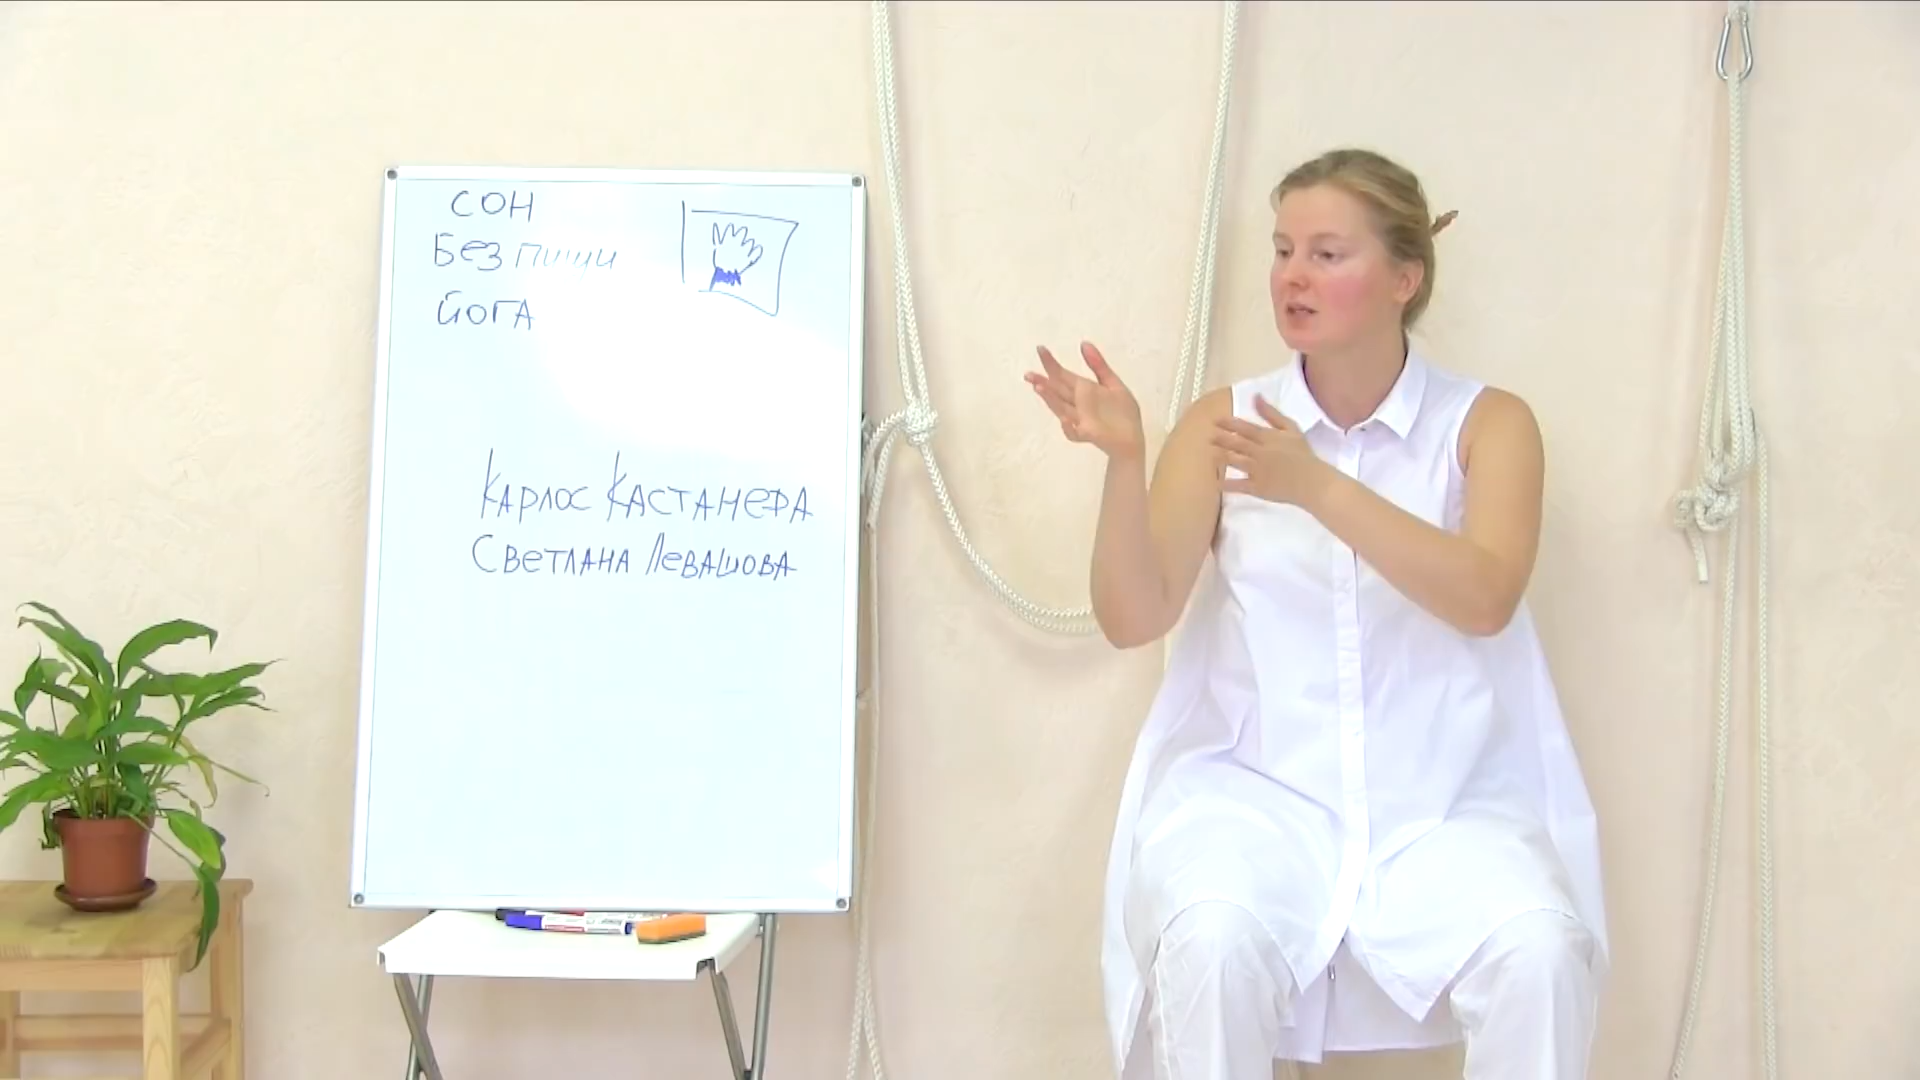 СОН
Без пищи
ЙОГА
Карлос Кастанеда
Светлана Левашова